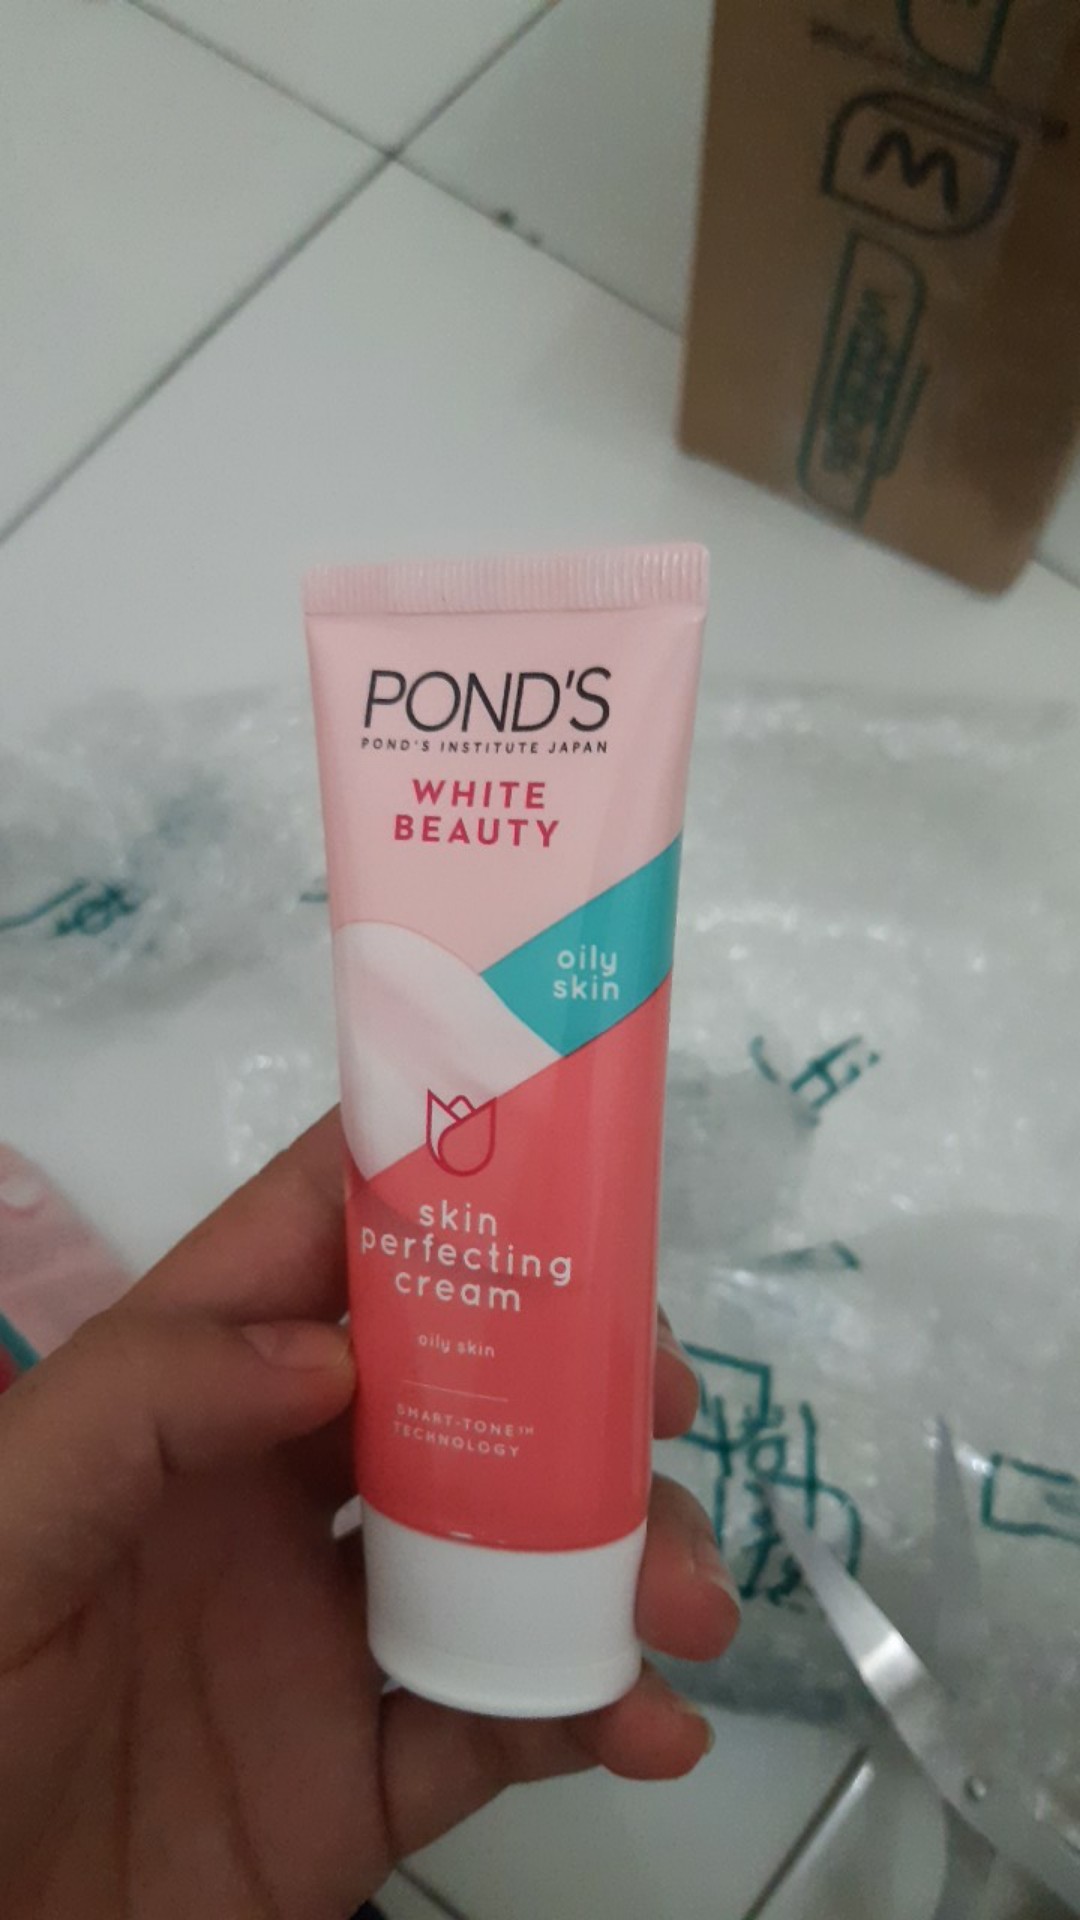 POND'S
POND'S INSTITUTE JAPAN
WHITE
BEAUTY
oily
skin
skin
perfecting
cream
oily skin
SMART-TONE™
TECHNOLOGY